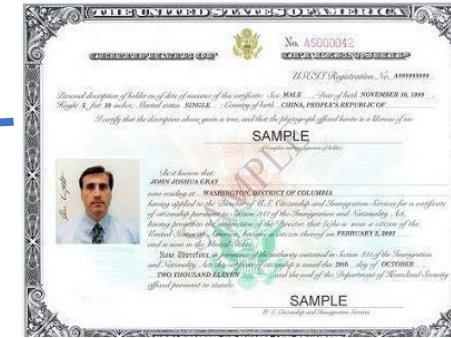 THE UNITED STATES OF AMERICA
No. AS000042
CERTIFICATE OF CITIZENSHIP
USCIS Registration No.
Personal description of holder as of date of issuance of this certificate: Sex: MALE Date of birth: NOVEMBER 10, 1999
Height: 5 feet 10 inches, Marital status: SINGLE Country of birth: CHINA, PEOPLE'S REPUBLIC OF
I certify that the description above given is true, and that the photograph affixed hereto is a likeness of me.
SAMPLE
SAMPLE
Be it known that:
JOHN JOSHUA GRAY
now residing at WASHINGTON, DISTRICT OF COLUMBIA
having applied to the Director of U.S. Citizenship and Immigration Services for a certificate
of citizenship pursuant to Section 341 of the Immigration and Nationality Act,
having proved to the satisfaction of the Director, that (s)he is now a citizen of the
United States of America, became a citizen thereof on FEBRUARY 2, 2002
and is now in the United States.
Now Therefore, of the authority contained in Section 341 of the Immigration
and Nationality Act, certificate of citizenship is issued this 20th day of OCTOBER
TWO THOUSAND ELEVEN and the seal of the Department of Homeland Security
affixed pursuant to statute.
SAMPLE
U. S. Citizenship and Immigration Services